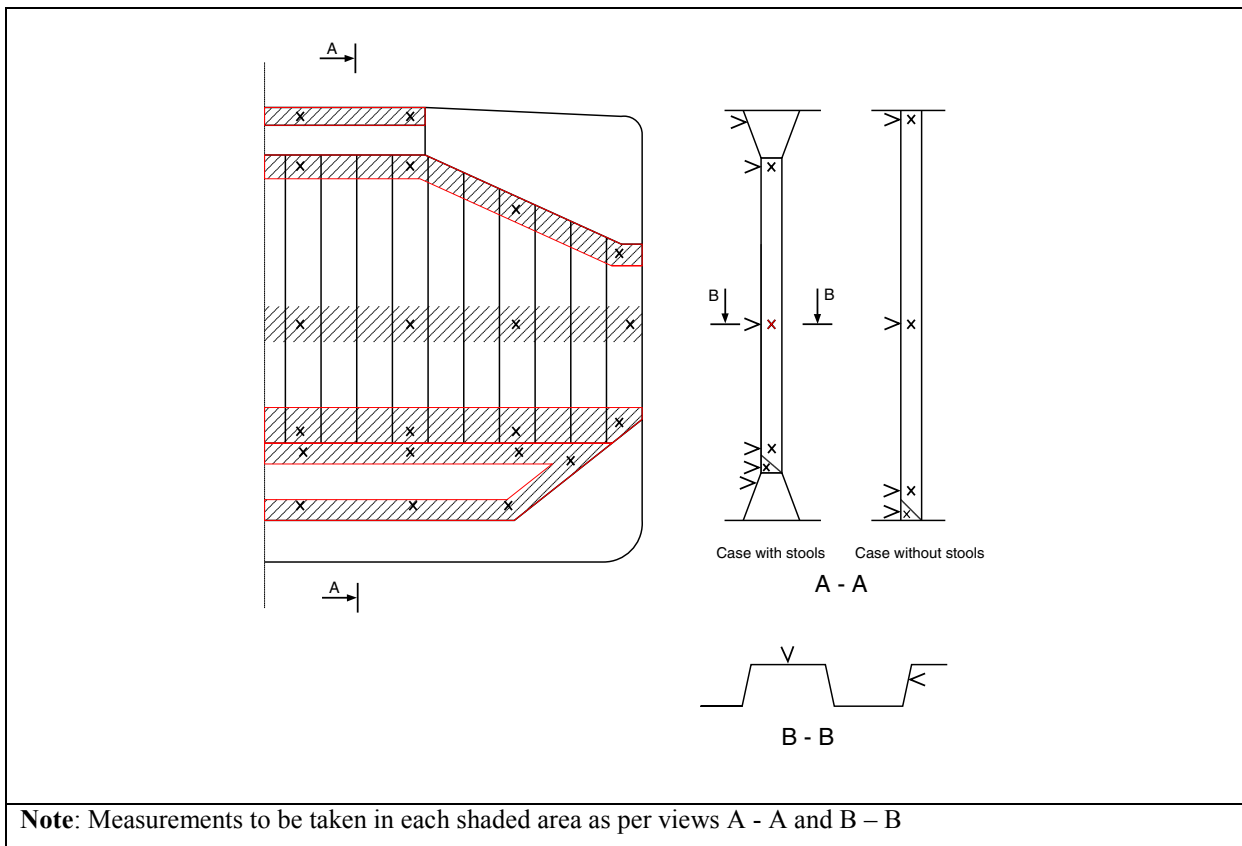 A
B
B
Case with stools
Case without stools
A - A
A
B - B
Note: Measurements to be taken in each shaded area as per views A - A and B – B